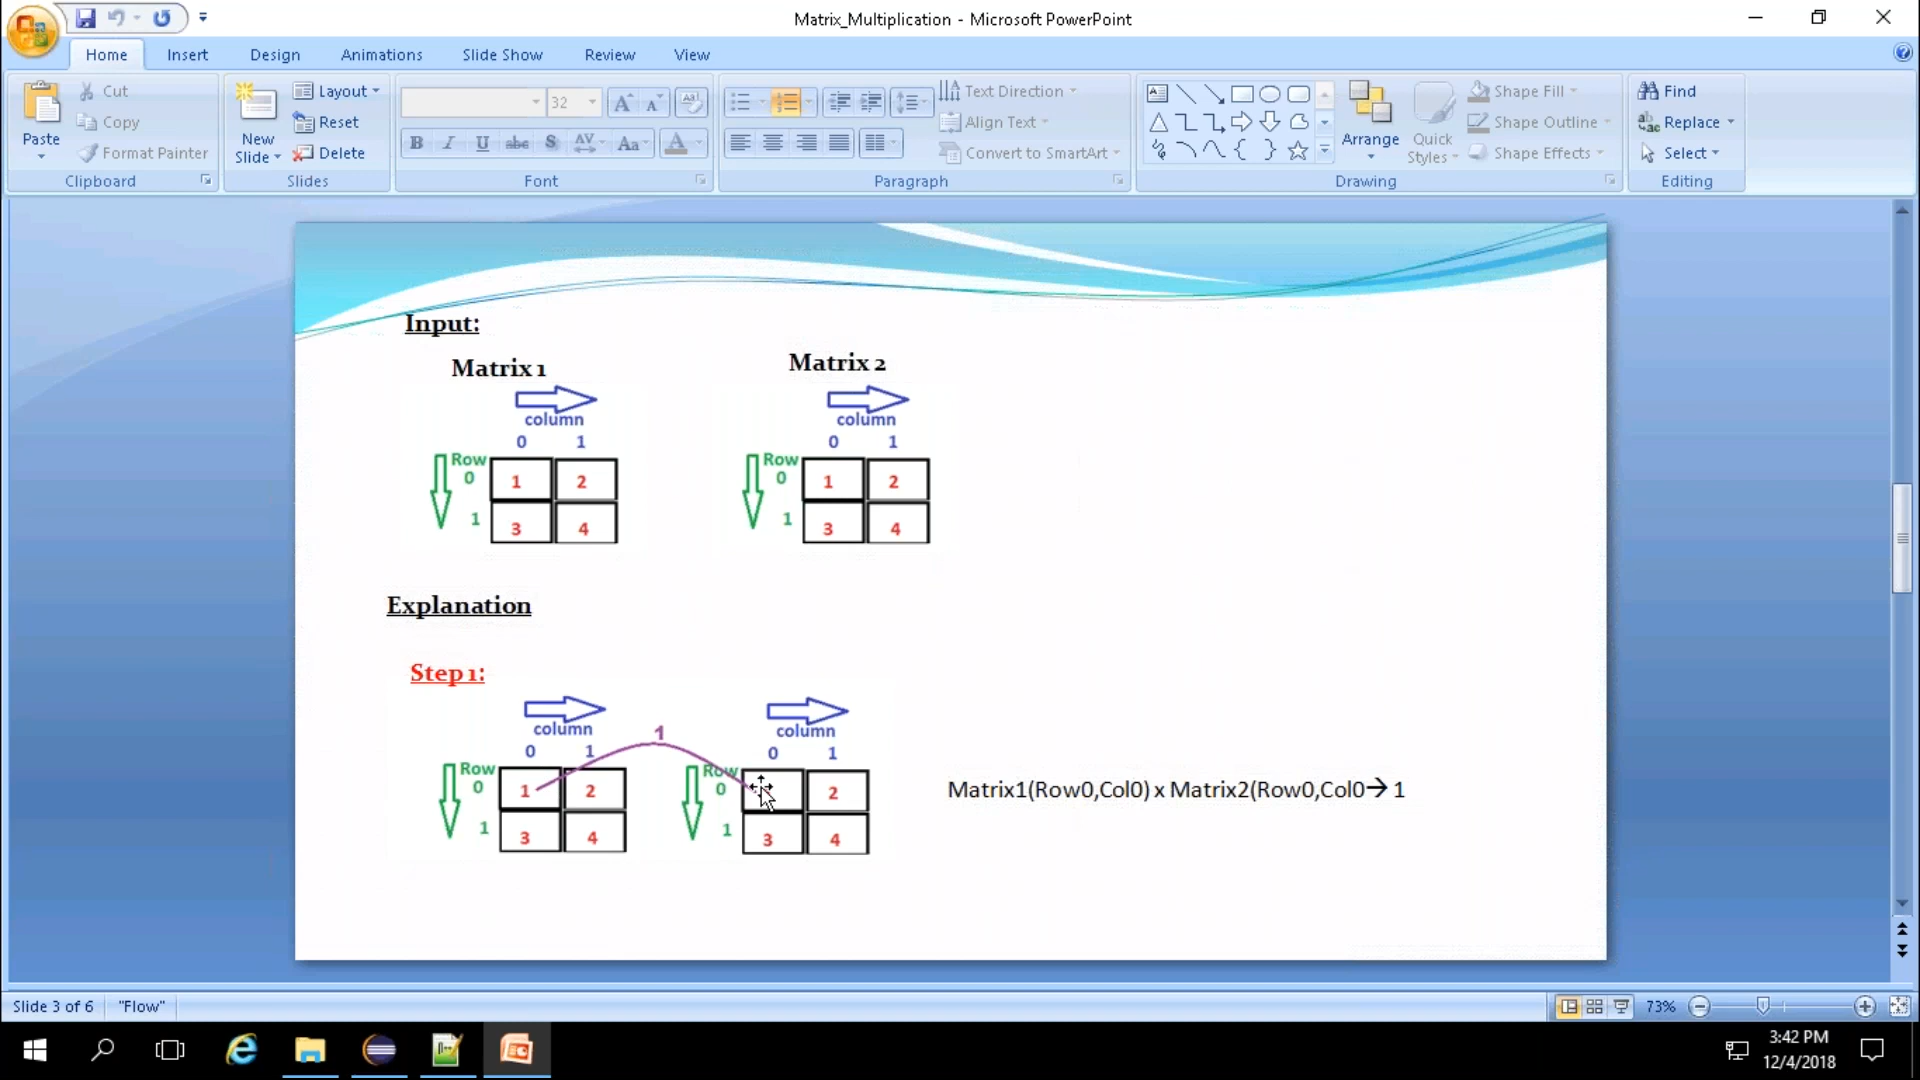 Matrix_Multiplication - Microsoft PowerPoint
Home Insert Design Animations Slide Show Review View
Paste
Cut
Copy
Format Painter
Clipboard
New
Slide
Layout
Reset
Delete
Slides
32
Font
Text Direction
Align Text
Convert to SmartArt
Paragraph
Arrange
Quick
Styles
Shape Fill
Shape Outline
Shape Effects
Drawing
Find
Replace
Select
Editing
Input:
Matrix 1
Matrix 2
column
column
0 1
0 1
Row
0 1 2
1 3 4
Row
0 1 2
1 3 4
Explanation
Step 1:
column
column
1
0 1
0 1
Row
0 1 2
1 3 4
Row
0 2
1 3 4
Matrix1(Row0,Col0) x Matrix2(Row0,Col0→ 1
Slide 3 of 6 "Flow" 73%
3:42 PM
12/4/2018